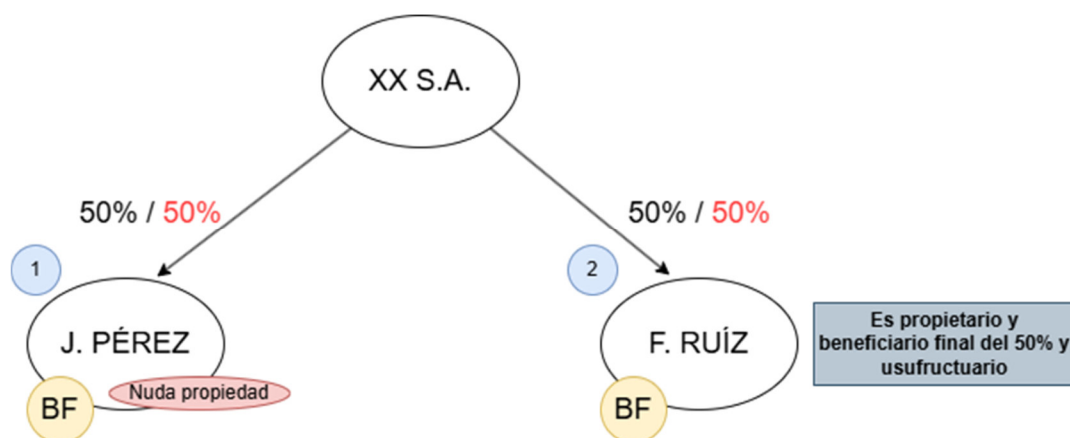 XX S.A.
50% / 50%
50% / 50%
1
2
J. PÉREZ
F. RUÍZ
Es propietario y
beneficiario final del 50% y
usufructuario
Nuda propiedad
BF
BF